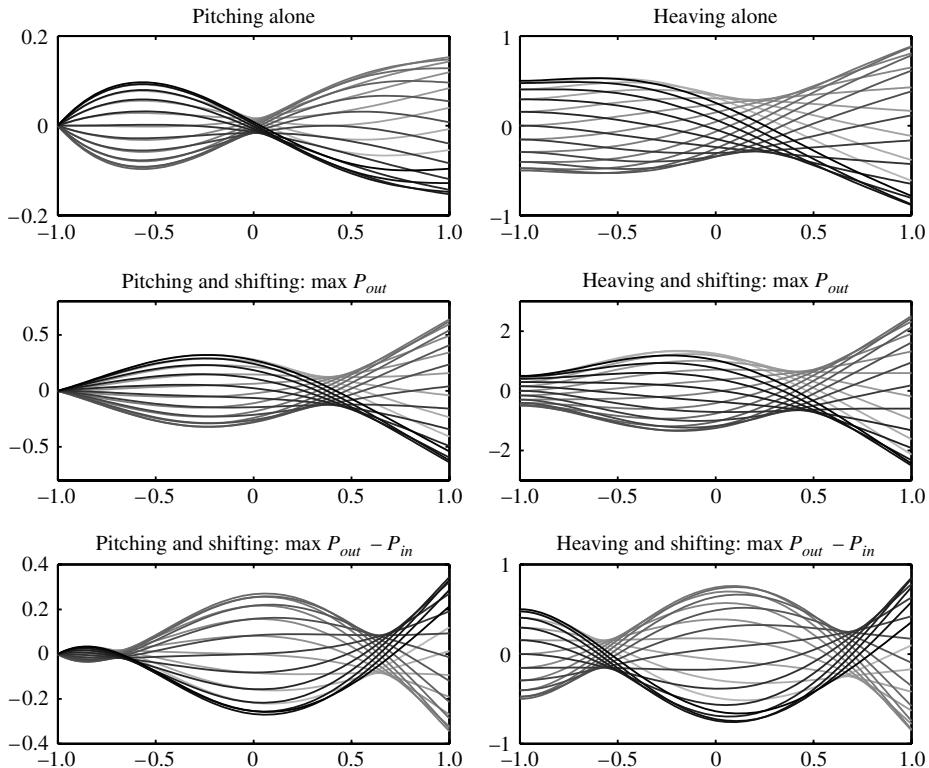 Pitching alone
0.2
0
−0.2
−1.0 −0.5 0 0.5 1.0
Heaving alone
1
0
−1
−1.0 −0.5 0 0.5 1.0
Pitching and shifting: max P_out
0.5
0
−0.5
−1.0 −0.5 0 0.5 1.0
Heaving and shifting: max P_out
2
0
−2
−1.0 −0.5 0 0.5 1.0
Pitching and shifting: max P_out − P_in
0.4
0.2
0
−0.2
−0.4
−1.0 −0.5 0 0.5 1.0
Heaving and shifting: max P_out − P_in
1
0
−1
−1.0 −0.5 0 0.5 1.0